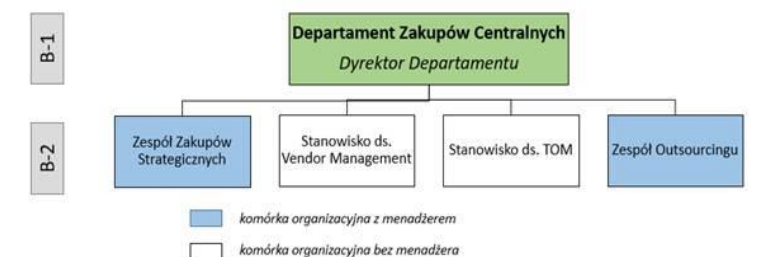 B-1
Departament Zakupów Centralnych
Dyrektor Departamentu
B-2
Zespół Zakupów
Strategicznych
Stanowisko ds.
Vendor Management
Stanowisko ds. TOM
Zespół Outsourcingu
komórka organizacyjna z menadżerem
komórka organizacyjna bez menadżera